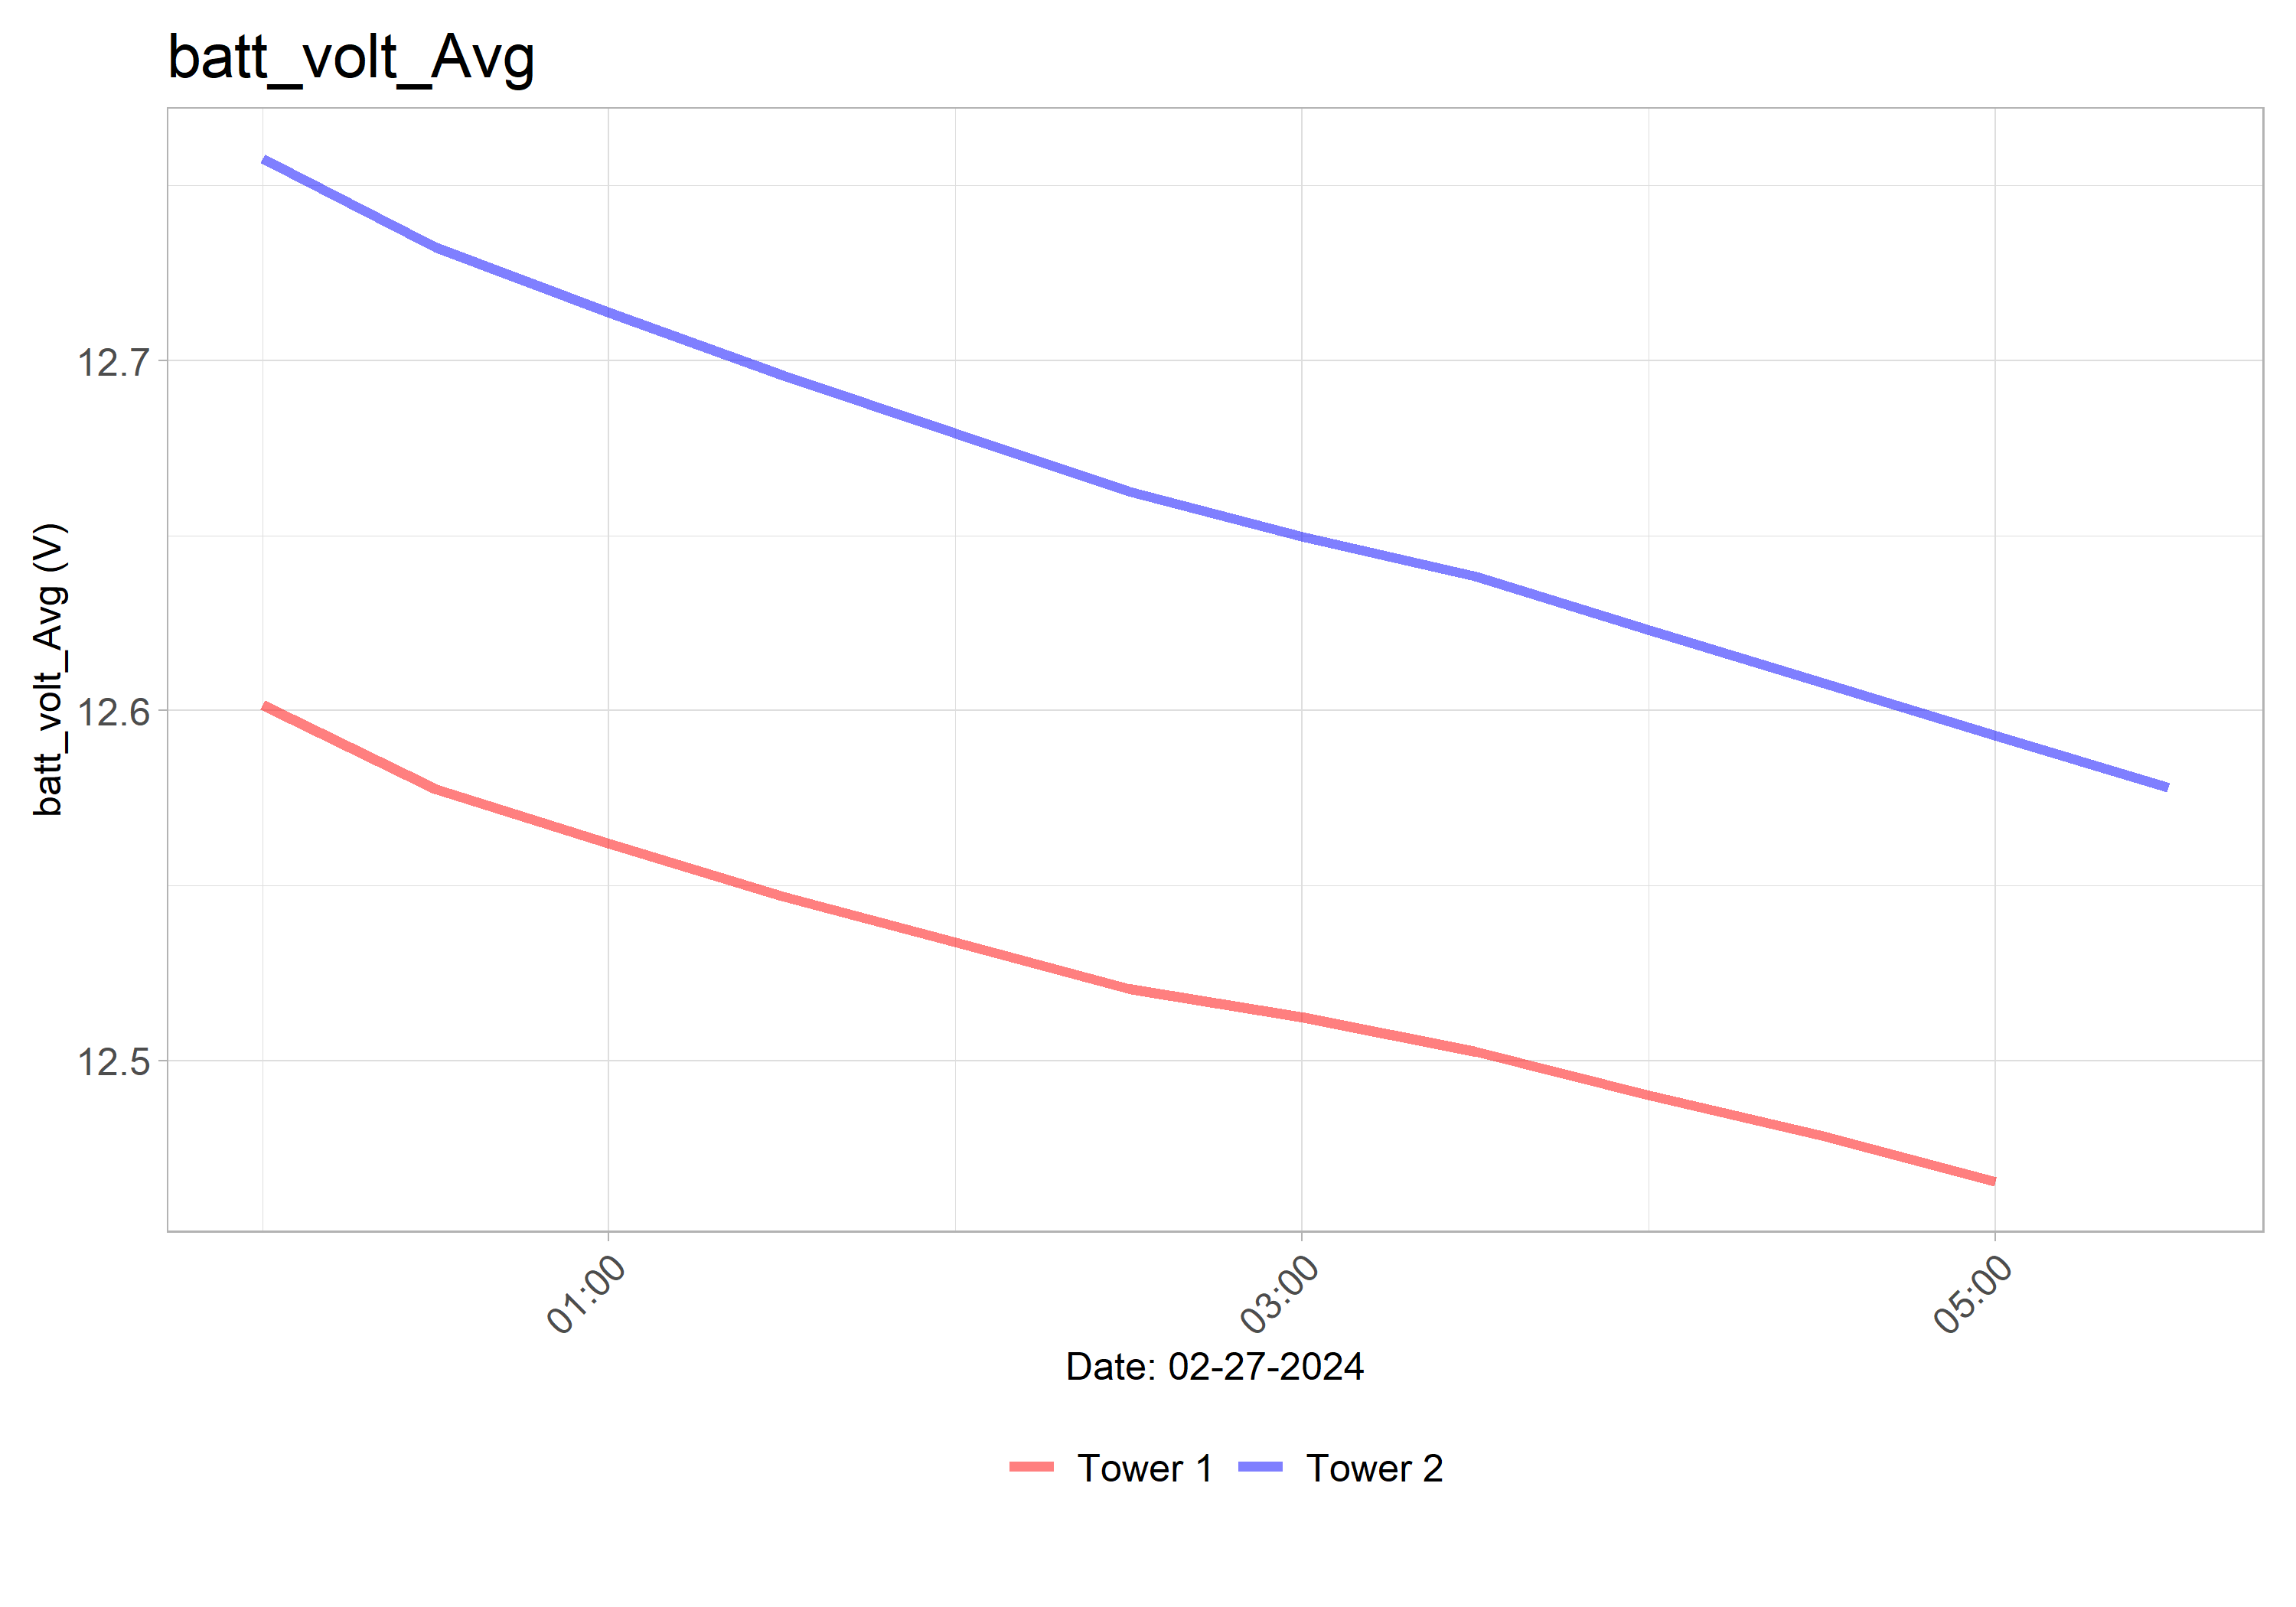 batt_volt_Avg
batt_volt_Avg (V)
12.7
12.6
12.5
01:00
03:00
05:00
Date: 02-27-2024
Tower 1
Tower 2